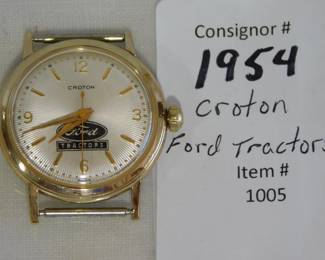 12
3
6
9
CROTON
Ford
TRACTORS
Consignor #
1954
Croton
Ford Tractors
Item #
1005